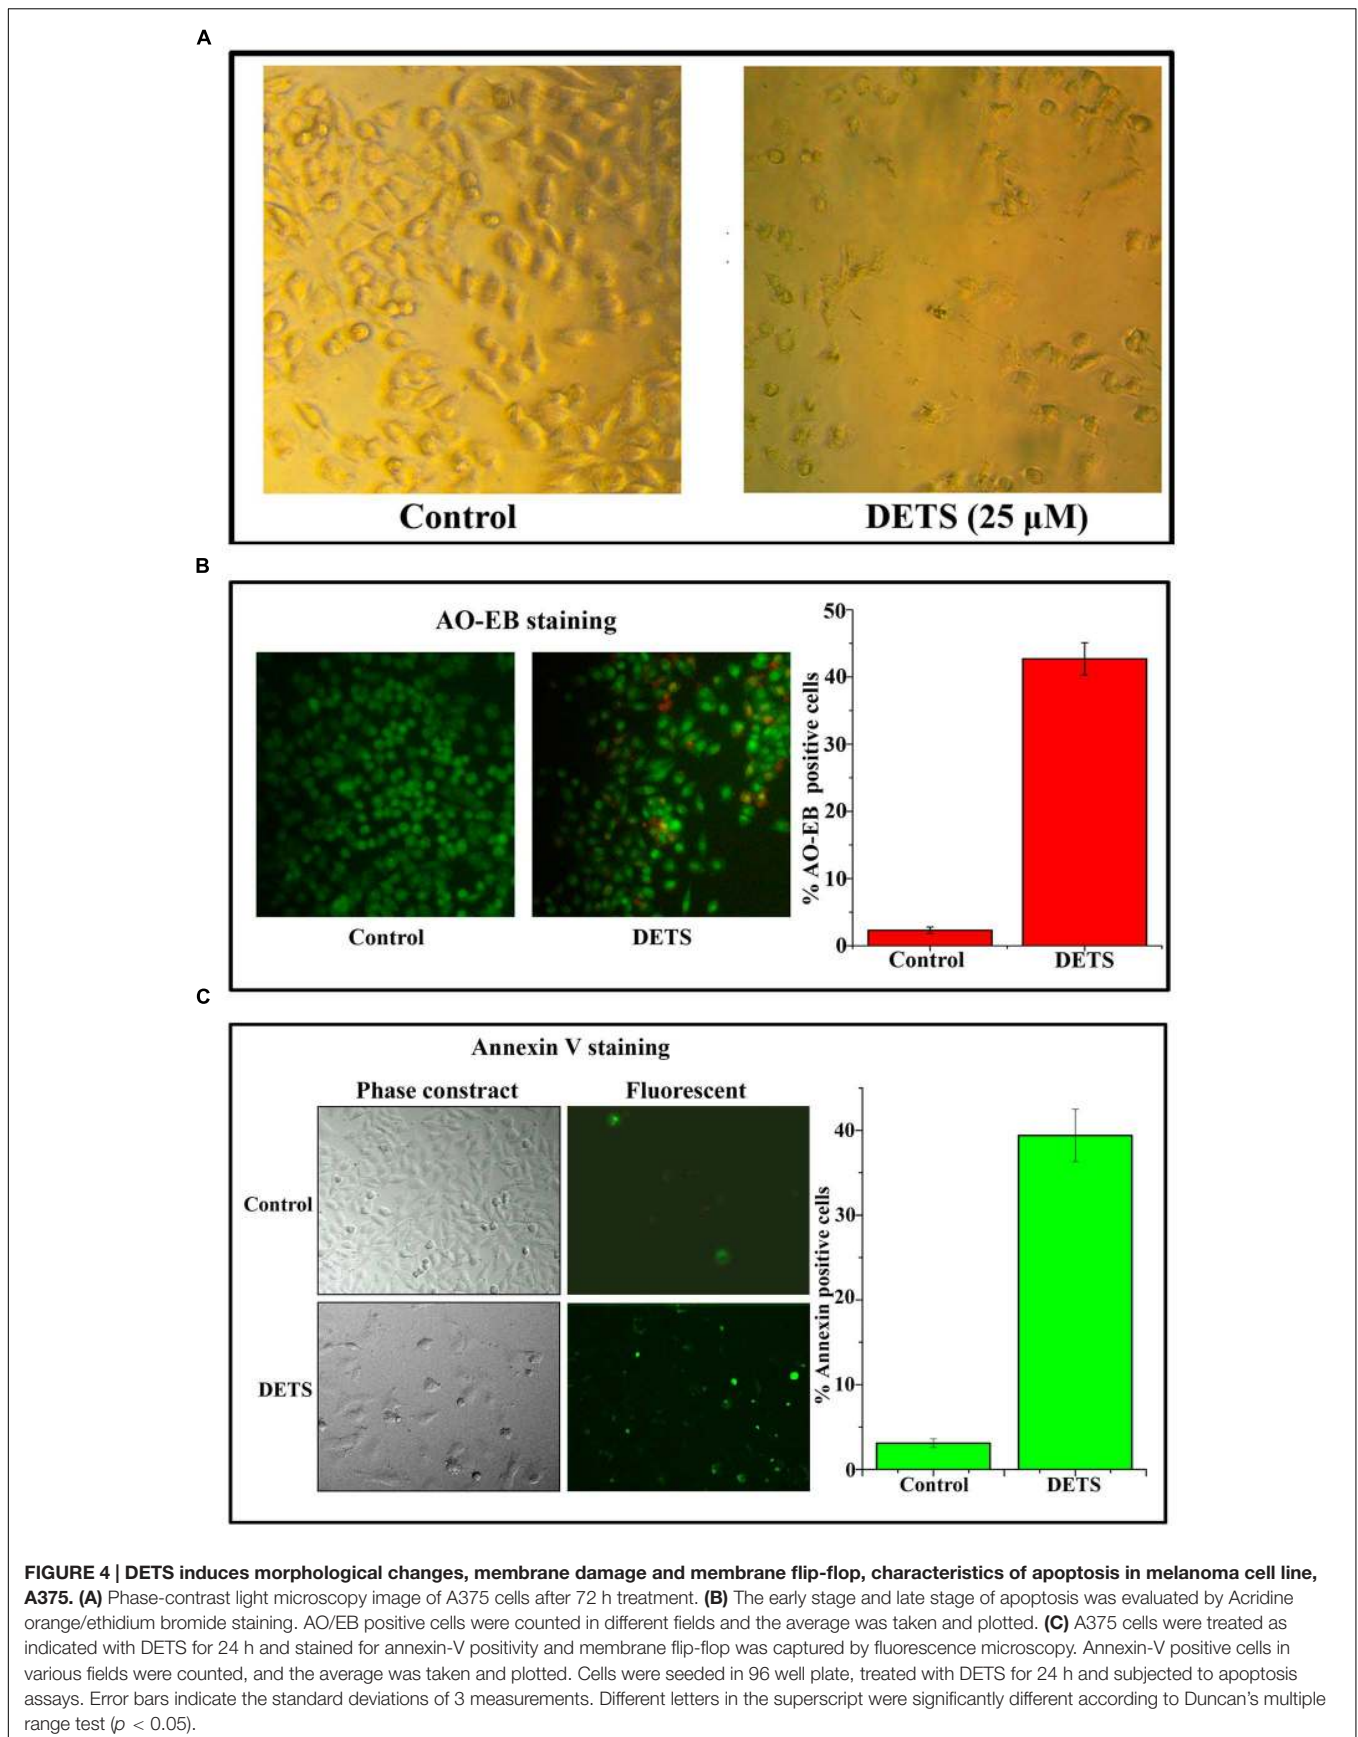 A
Control
DETS (25 µM)
B
AO-EB staining
Control
DETS
% AO-EB positive cells
50
40
30
20
10
0
Control
DETS
C
Annexin V staining
Phase constract
Fluorescent
Control
DETS
% Annexin positive cells
40
30
20
10
0
Control
DETS
FIGURE 4 | DETS induces morphological changes, membrane damage and membrane flip-flop, characteristics of apoptosis in melanoma cell line,
A375. (A) Phase-contrast light microscopy image of A375 cells after 72 h treatment. (B) The early stage and late stage of apoptosis was evaluated by Acridine
orange/ethidium bromide staining. AO/EB positive cells were counted in different fields and the average was taken and plotted. (C) A375 cells were treated as
indicated with DETS for 24 h and stained for annexin-V positivity and membrane flip-flop was captured by fluorescence microscopy. Annexin-V positive cells in
various fields were counted, and the average was taken and plotted. Cells were seeded in 96 well plate, treated with DETS for 24 h and subjected to apoptosis
assays. Error bars indicate the standard deviations of 3 measurements. Different letters in the superscript were significantly different according to Duncan's multiple
range test (p < 0.05).